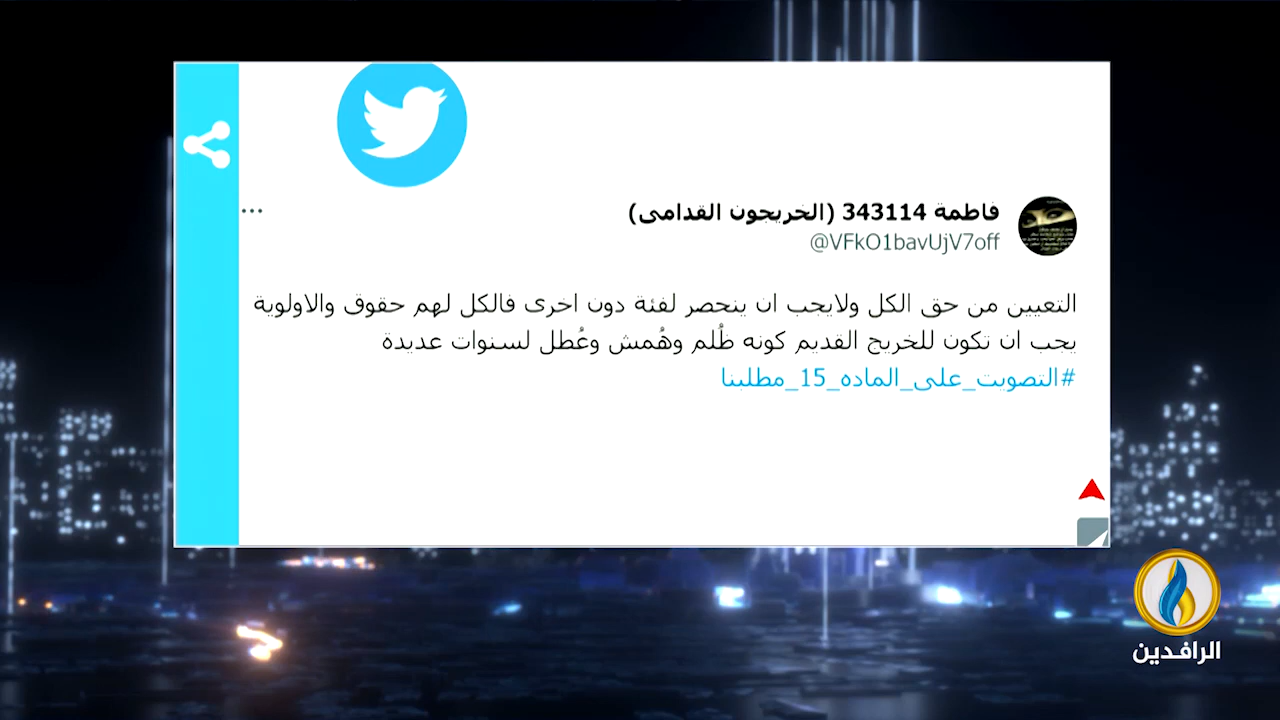 فاطمة 343114 (الخريجون القدامى)
@VFkO1bavUjV7off
التعيين من حق الكل ولايجب ان ينحصر لفئة دون اخرى فالكل لهم حقوق والاولوية
يجب ان تكون للخريج القديم كونه ظُلم وهُمش وعُطل لسنوات عديدة
#التصويت_على_الماده_15_مطلبنا
الرافدين